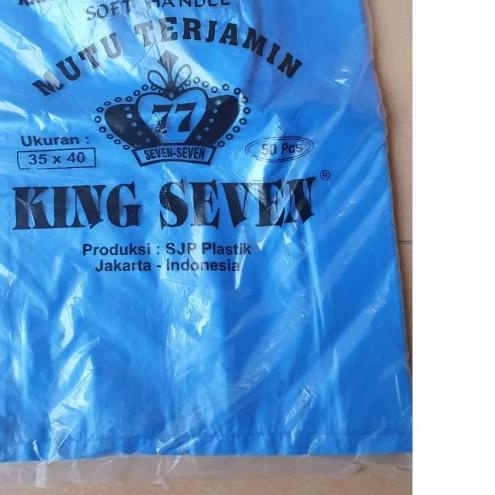 SOFT HANDLE
MUTU TERJAMIN
77
SEVEN-SEVEN
Ukuran :
35 x 40
50 Pcs
KING SEVEN®
Produksi : SJP Plastik
Jakarta - Indonesia